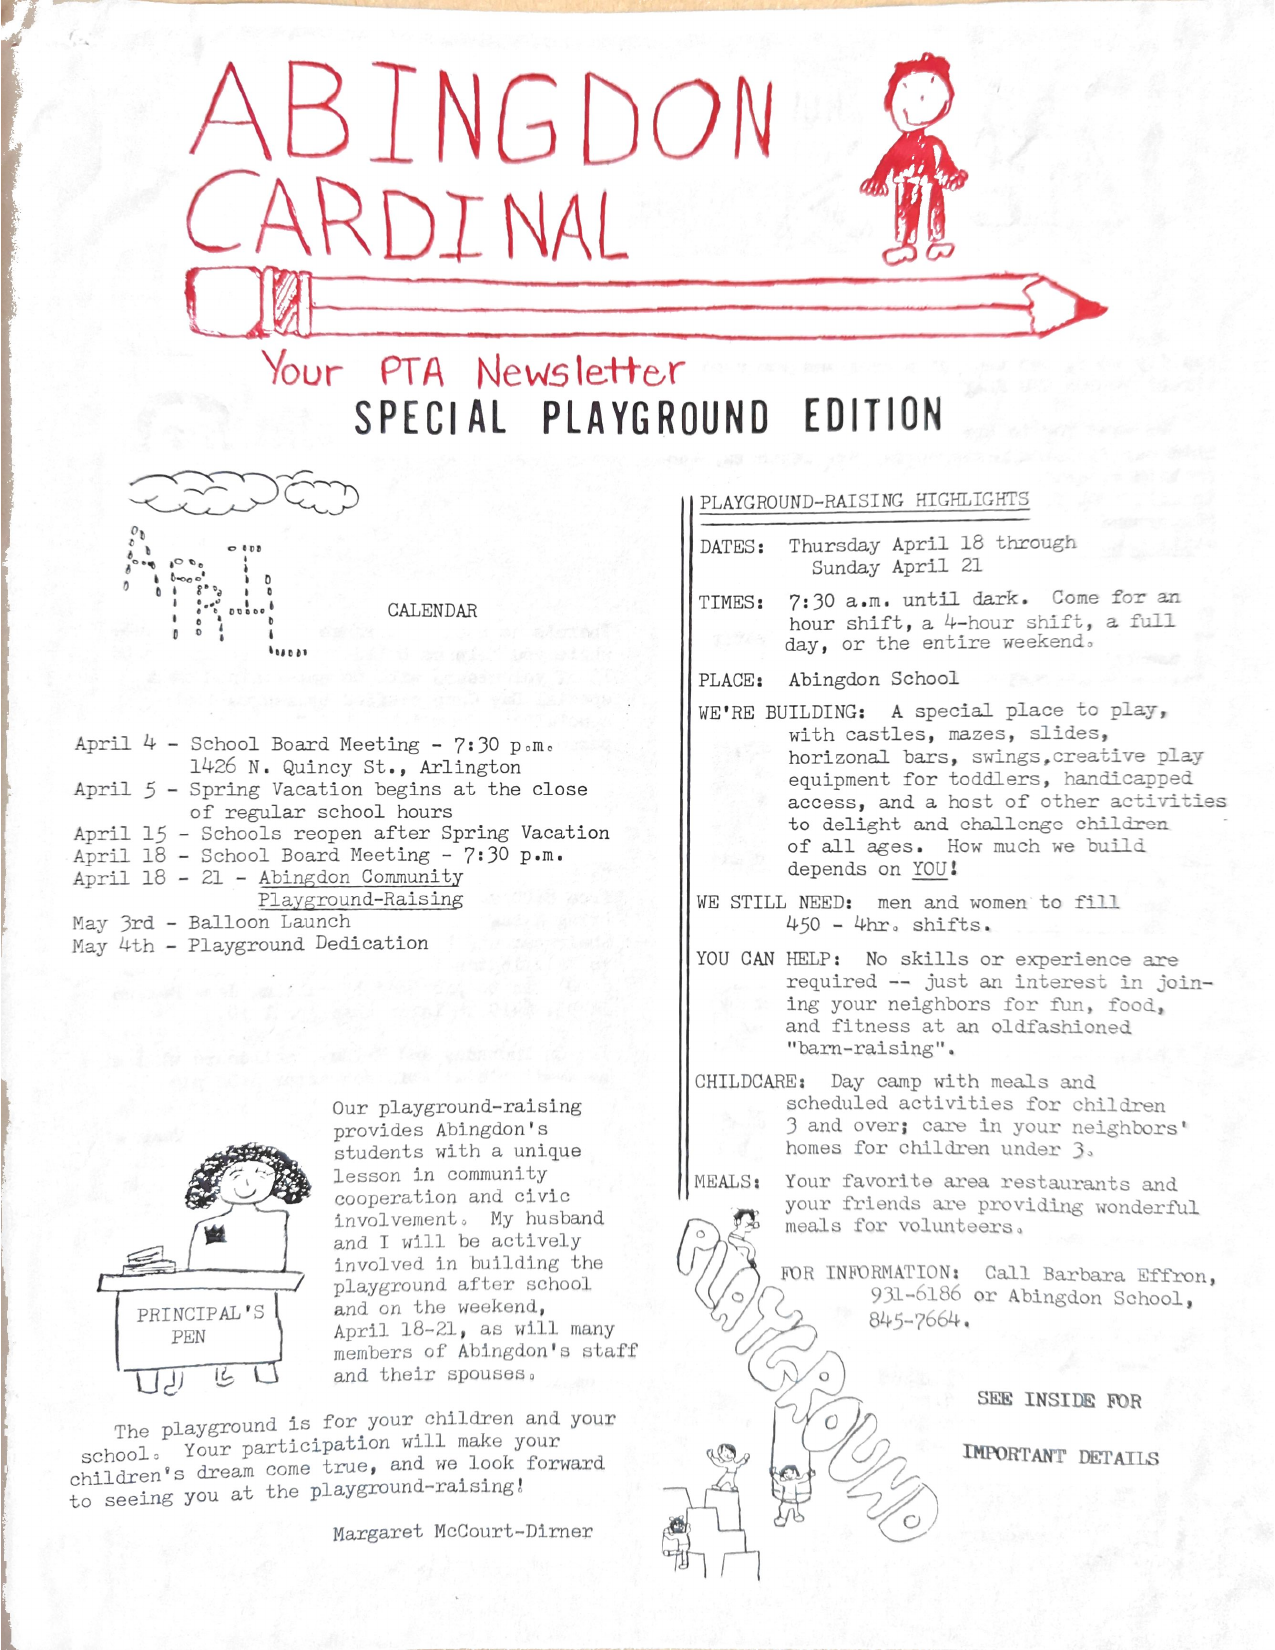 ABINGDON
CARDINAL
Your PTA Newsletter
SPECIAL PLAYGROUND EDITION
APRIL
CALENDAR
April 4 - School Board Meeting - 7:30 p.m.
1426 N. Quincy St., Arlington
April 5 - Spring Vacation begins at the close
of regular school hours
April 15 - Schools reopen after Spring Vacation
April 18 - School Board Meeting - 7:30 p.m.
April 18 - 21 - Abingdon Community
Playground-Raising
May 3rd - Balloon Launch
May 4th - Playground Dedication
PRINCIPAL'S
PEN
Our playground-raising
provides Abingdon's
students with a unique
lesson in community
cooperation and civic
involvement. My husband
and I will be actively
involved in building the
playground after school
and on the weekend,
April 18-21, as will many
members of Abingdon's staff
and their spouses.
The playground is for your children and your
school. Your participation will make your
children's dream come true, and we look forward
to seeing you at the playground-raising!
Margaret McCourt-Dirner
PLAYGROUND-RAISING HIGHLIGHTS
DATES: Thursday April 18 through
Sunday April 21
TIMES: 7:30 a.m. until dark. Come for an
hour shift, a 4-hour shift, a full
day, or the entire weekend.
PLACE: Abingdon School
WE'RE BUILDING: A special place to play,
with castles, mazes, slides,
horizonal bars, swings,creative play
equipment for toddlers, handicapped
access, and a host of other activities
to delight and challenge children
of all ages. How much we build
depends on YOU!
WE STILL NEED: men and women to fill
450 - 4hr. shifts.
YOU CAN HELP: No skills or experience are
required -- just an interest in join-
ing your neighbors for fun, food,
and fitness at an oldfashioned
"barn-raising".
CHILDCARE: Day camp with meals and
scheduled activities for children
3 and over; care in your neighbors'
homes for children under 3.
MEALS: Your favorite area restaurants and
your friends are providing wonderful
meals for volunteers.
PLAYGROUND
FOR INFORMATION: Call Barbara Effron,
931-6186 or Abingdon School,
845-7664.
SEE INSIDE FOR
IMPORTANT DETAILS